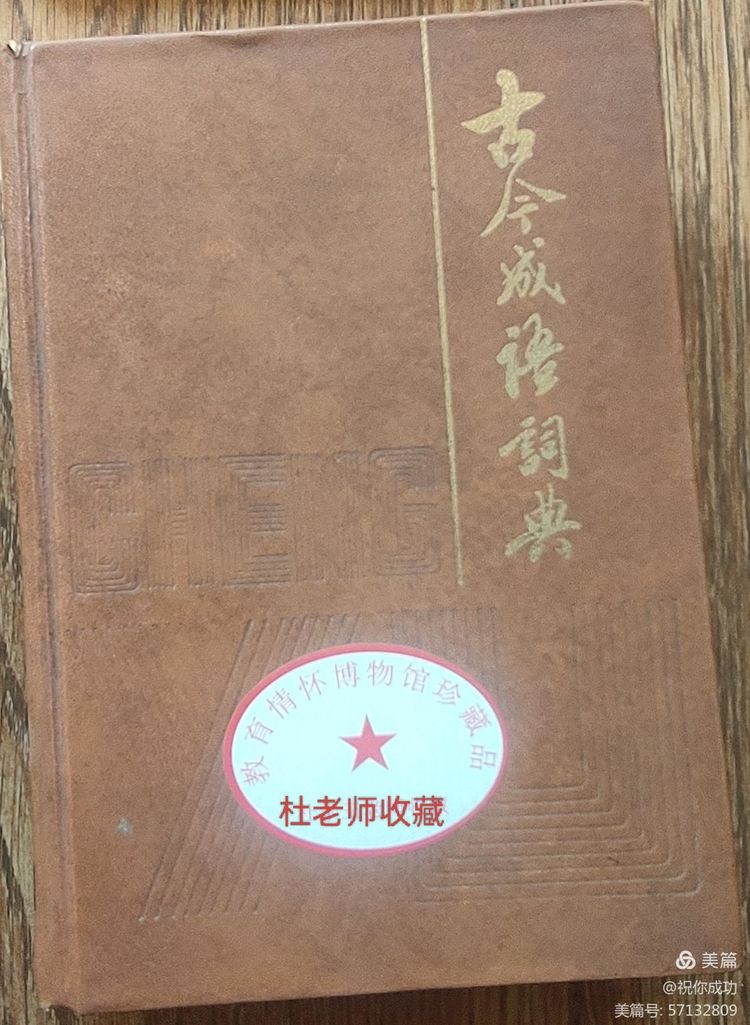 古今成语詞典
教育情怀博物馆珍藏品
杜老师收藏
美篇
@祝你成功
美篇号: 57132809